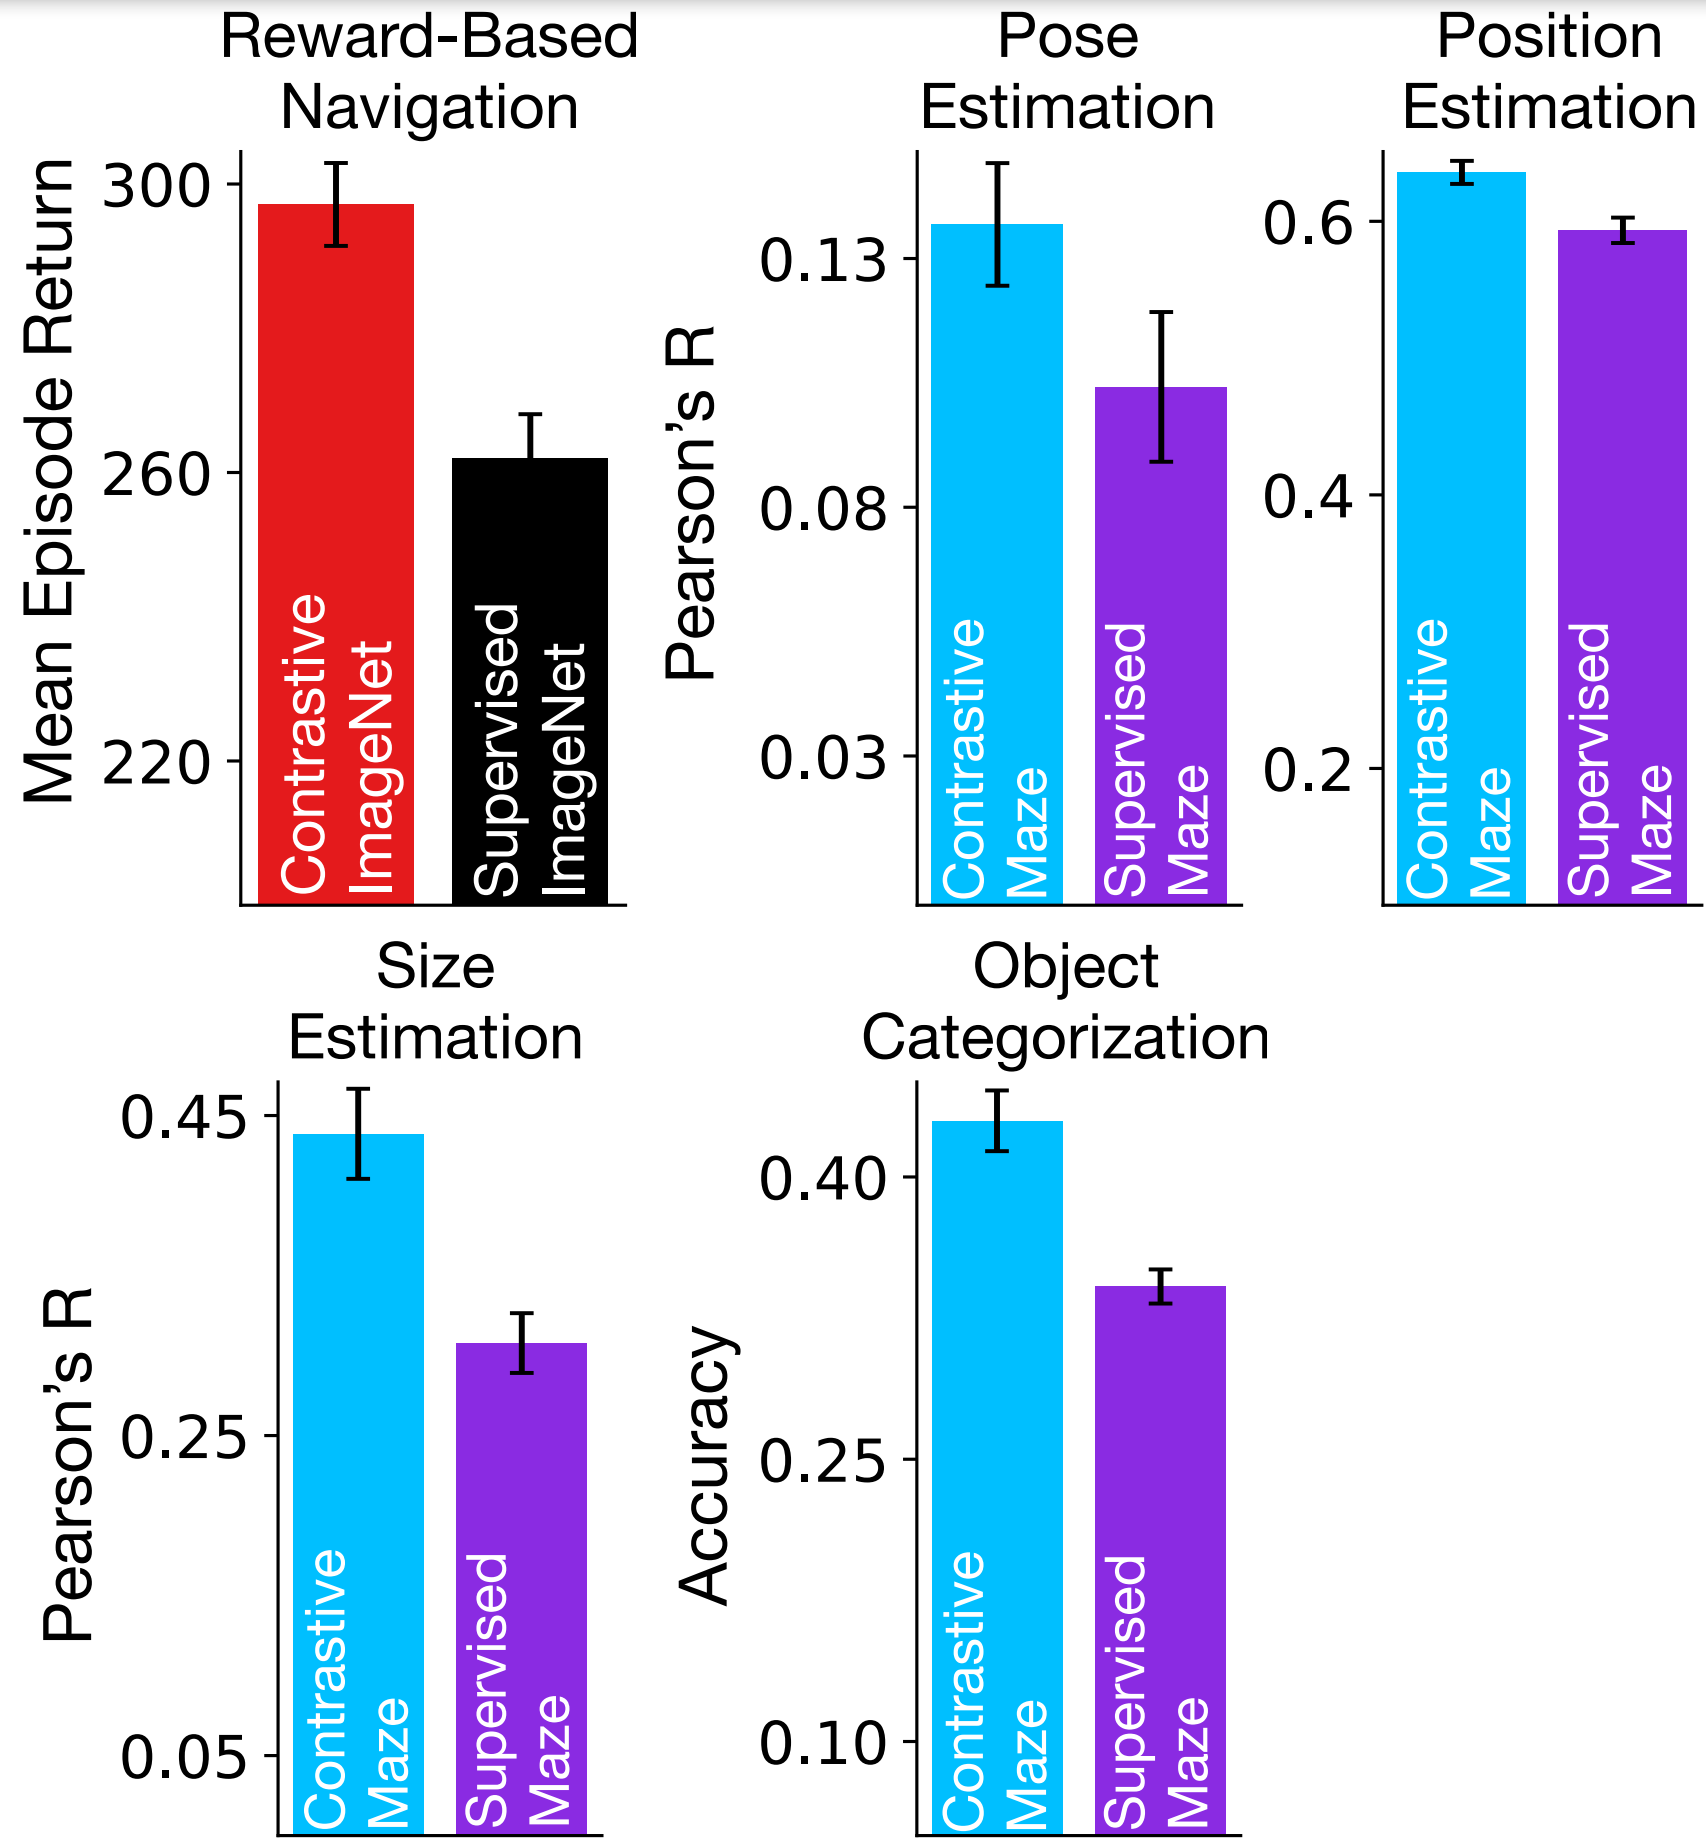 Reward-Based
Navigation
Mean Episode Return
300
260
220
Contrastive
ImageNet
Supervised
ImageNet
Pose
Estimation
Pearson’s R
0.13
0.08
0.03
Contrastive
Maze
Supervised
Maze
Position
Estimation
0.6
0.4
0.2
Contrastive
Maze
Supervised
Maze
Size
Estimation
Pearson’s R
0.45
0.25
0.05
Contrastive
Maze
Supervised
Maze
Object
Categorization
Accuracy
0.40
0.25
0.10
Contrastive
Maze
Supervised
Maze